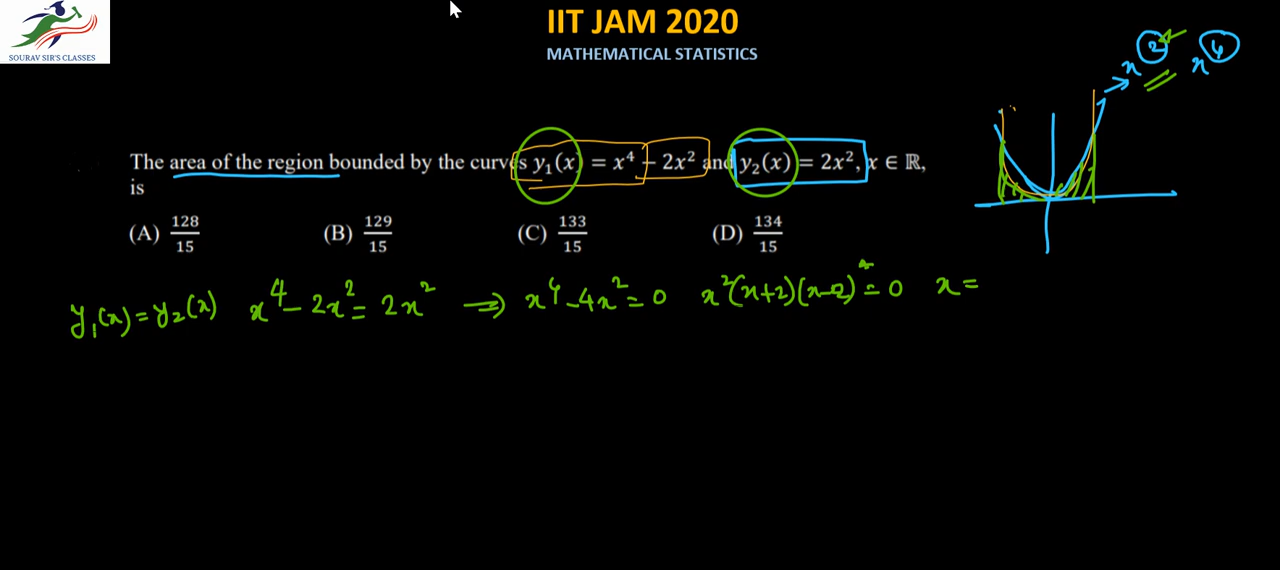 IIT JAM 2020
MATHEMATICAL STATISTICS
SOURAV SIR'S CLASSES
x² x⁴
The area of the region bounded by the curves y₁(x) = x⁴ − 2x² and y₂(x) = 2x², x ∈ ℝ,
is
(A) 128/15 (B) 129/15 (C) 133/15 (D) 134/15
y₁(x) = y₂(x) x⁴ − 2x² = 2x² ⇒ x⁴ − 4x² = 0 x²(x+2)(x−2) = 0 x =